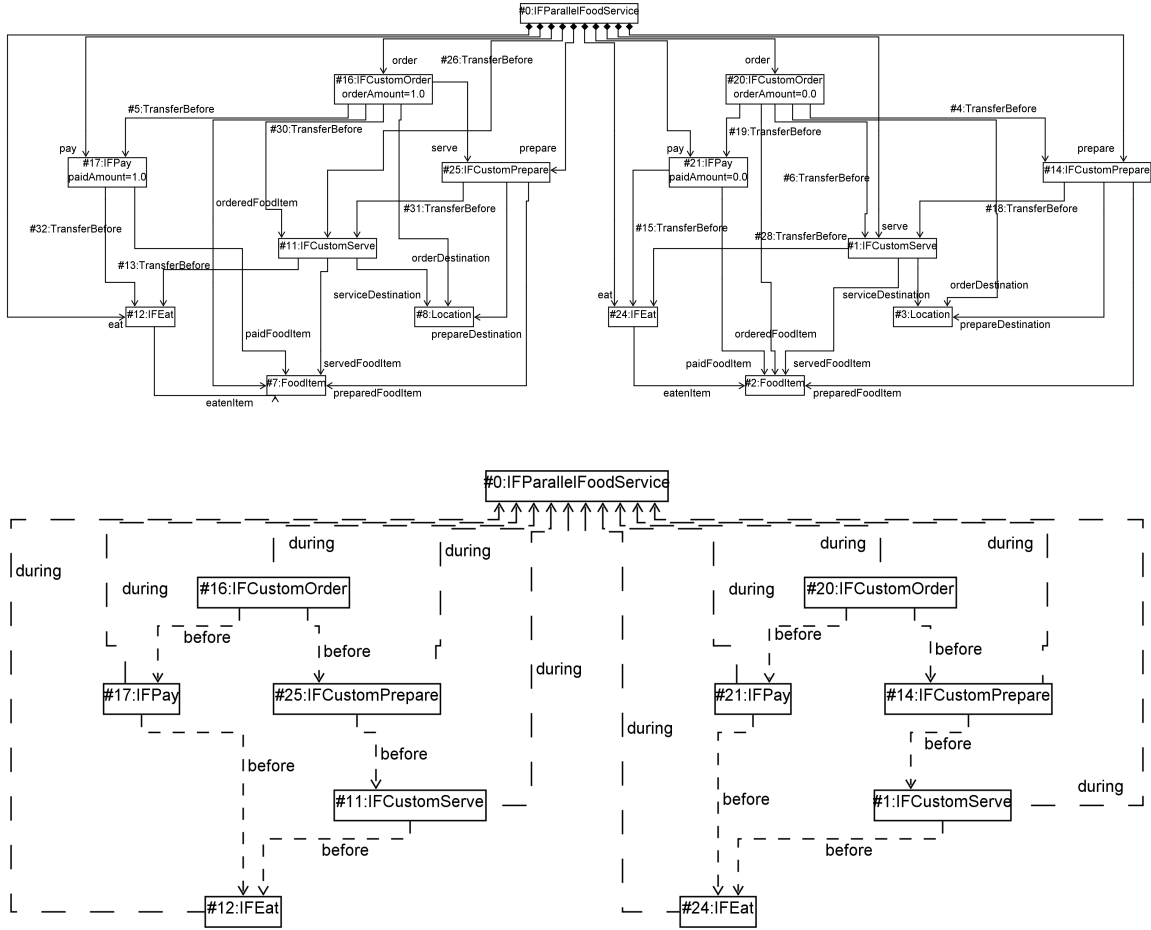 #0:IFParallelFoodService
order
#26:TransferBefore
order
#16:IFCustomOrder
orderAmount=1.0
#20:IFCustomOrder
orderAmount=0.0
#5:TransferBefore
#4:TransferBefore
#30:TransferBefore
#19:TransferBefore
pay
serve
prepare
pay
prepare
#17:IFPay
paidAmount=1.0
#25:IFCustomPrepare
#21:IFPay
paidAmount=0.0
#14:IFCustomPrepare
#6:TransferBefore
orderedFoodItem
#31:TransferBefore
#18:TransferBefore
#32:TransferBefore
#15:TransferBefore
#28:TransferBefore
serve
#11:IFCustomServe
#1:IFCustomServe
#13:TransferBefore
orderDestination
orderDestination
eat
serviceDestination
serviceDestination
#12:IFEat
eat
#8:Location
#24:IFEat
#3:Location
prepareDestination
prepareDestination
paidFoodItem
orderedFoodItem
servedFoodItem
paidFoodItem
servedFoodItem
#7:FoodItem
#2:FoodItem
eatenItem
preparedFoodItem
eatenItem
preparedFoodItem
#0:IFParallelFoodService
during
during
during
during
during
during
during
#16:IFCustomOrder
#20:IFCustomOrder
before
before
before
before
during
#17:IFPay
#25:IFCustomPrepare
#21:IFPay
#14:IFCustomPrepare
during
before
before
before
before
during
#11:IFCustomServe
#1:IFCustomServe
before
before
#12:IFEat
#24:IFEat